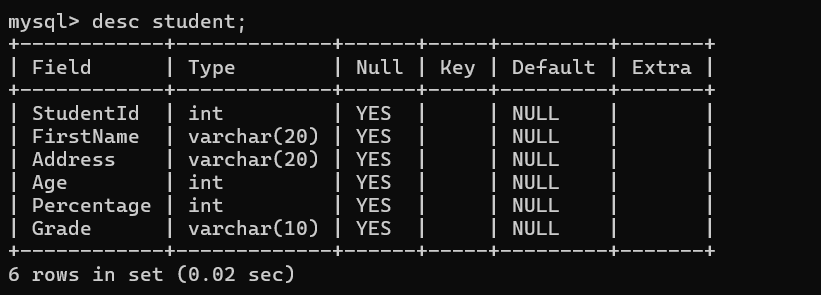 mysql> desc student;
+------------+-------------+------+-----+---------+-------+
| Field      | Type        | Null | Key | Default | Extra |
+------------+-------------+------+-----+---------+-------+
| StudentId  | int         | YES  |     | NULL    |       |
| FirstName  | varchar(20) | YES  |     | NULL    |       |
| Address    | varchar(20) | YES  |     | NULL    |       |
| Age        | int         | YES  |     | NULL    |       |
| Percentage | int         | YES  |     | NULL    |       |
| Grade      | varchar(10) | YES  |     | NULL    |       |
+------------+-------------+------+-----+---------+-------+
6 rows in set (0.02 sec)